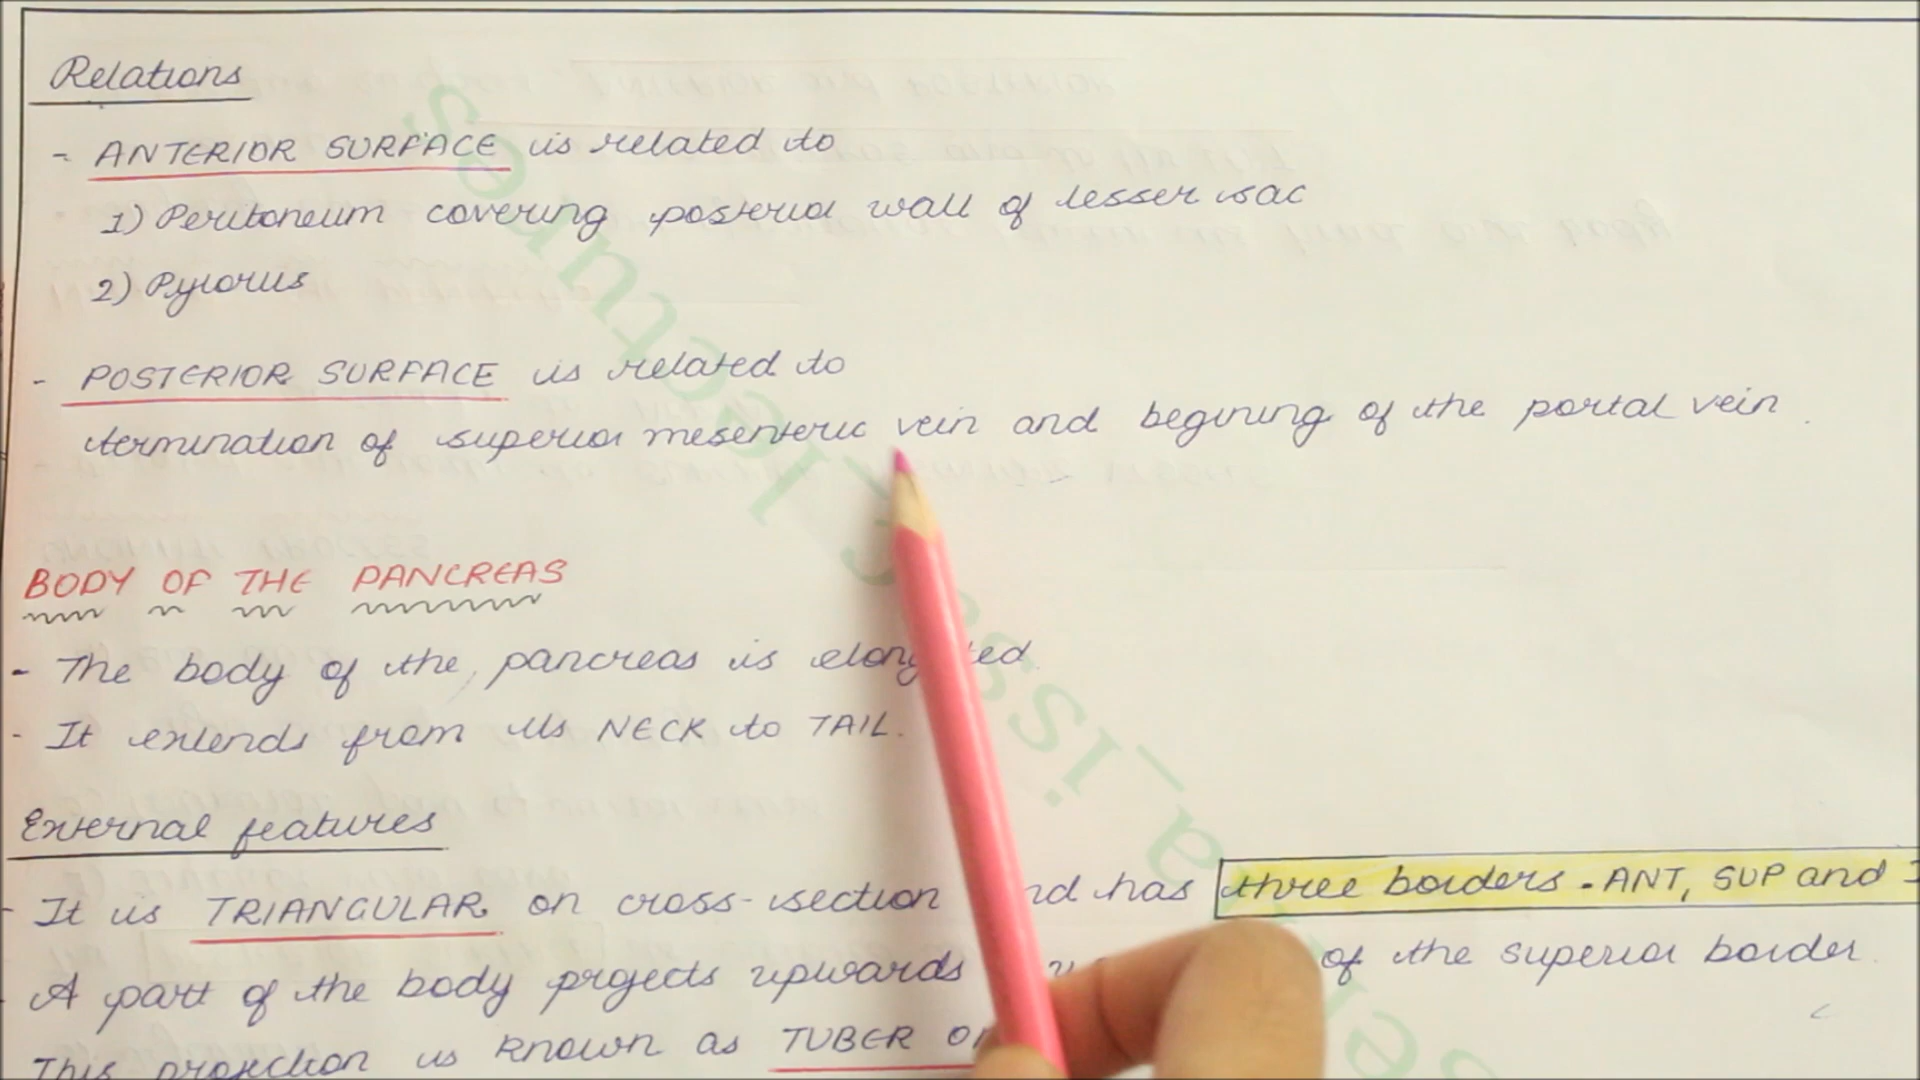 Relations
- ANTERIOR SURFACE is related to
1) Peritoneum covering posterior wall of lesser sac
2) Pylorus
- POSTERIOR SURFACE is related to
termination of superior mesenteric vein and begining of the portal vein.
BODY OF THE PANCREAS
- The body of the pancreas is
- It extends from its NECK to TAIL.
External features
- It is TRIANGULAR on cross-section has three borders - ANT, SUP and
- A part of the body projects upwards of the superior border.
This projection is known as TUBER
lectures